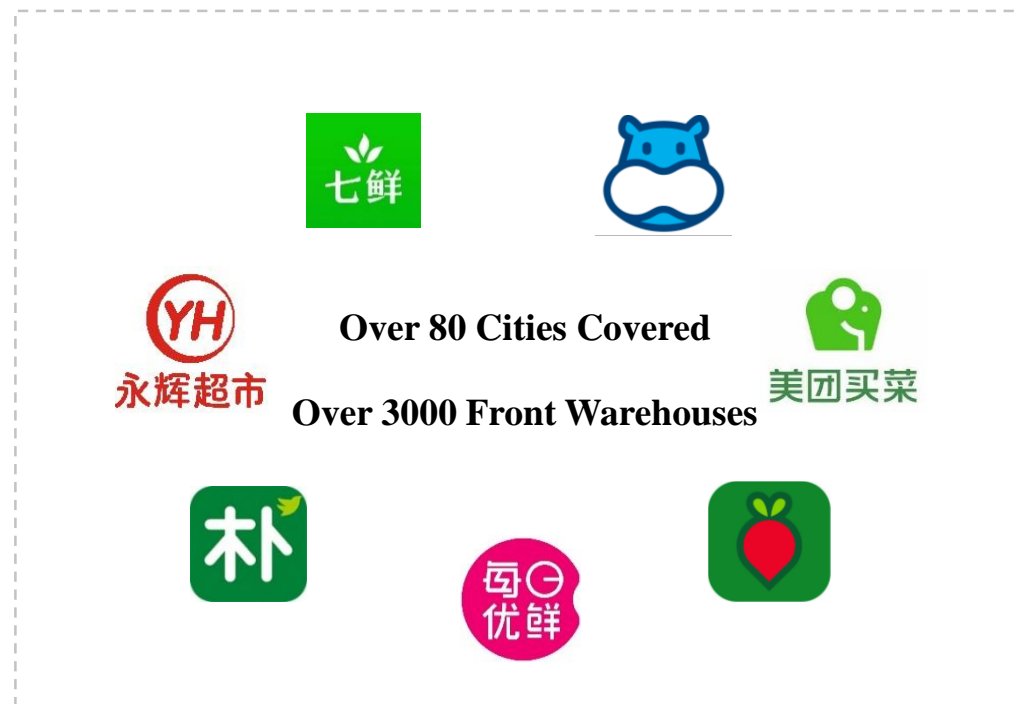 七鲜
YH
永辉超市
Over 80 Cities Covered
Over 3000 Front Warehouses
美团买菜
朴
每日
优鲜